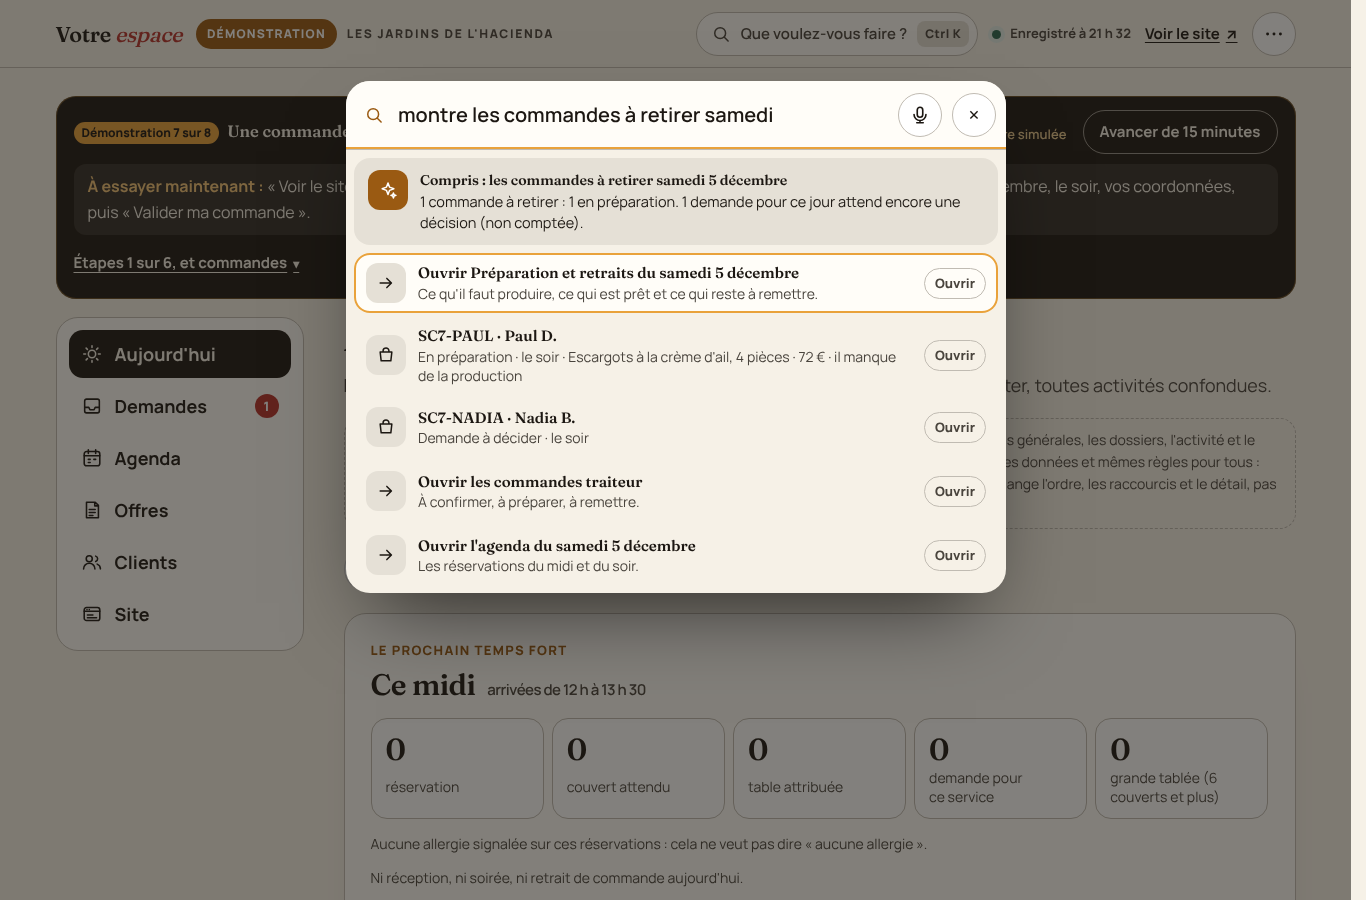 Votre espace DÉMONSTRATION LES JARDINS DE L'HACIENDA Que voulez-vous faire ? Ctrl K Enregistré à 21 h 32 Voir le site ↗ ···
montre les commandes à retirer samedi
Démonstration 7 sur 8 Une commande
re simulée Avancer de 15 minutes
Compris : les commandes à retirer samedi 5 décembre
1 commande à retirer : 1 en préparation. 1 demande pour ce jour attend encore une
décision (non comptée).
À essayer maintenant : « Voir le sit
embre, le soir, vos coordonnées,
puis « Valider ma commande ».
Étapes 1 sur 6, et commandes ▾
Ouvrir Préparation et retraits du samedi 5 décembre
Ce qu'il faut produire, ce qui est prêt et ce qui reste à remettre.
Ouvrir
SC7-PAUL · Paul D.
En préparation · le soir · Escargots à la crème d'ail, 4 pièces · 72 € · il manque
de la production
Ouvrir
SC7-NADIA · Nadia B.
Demande à décider · le soir
Ouvrir
Ouvrir les commandes traiteur
À confirmer, à préparer, à remettre.
Ouvrir
Ouvrir l'agenda du samedi 5 décembre
Les réservations du midi et du soir.
Ouvrir
Aujourd'hui
Demandes 1
Agenda
Offres
Clients
Site
ter, toutes activités confondues.
s générales, les dossiers, l'activité et le
es données et mêmes règles pour tous :
ange l'ordre, les raccourcis et le détail, pas
LE PROCHAIN TEMPS FORT
Ce midi arrivées de 12 h à 13 h 30
0 réservation
0 couvert attendu
0 table attribuée
0 demande pour
ce service
0 grande tablée (6
couverts et plus)
Aucune allergie signalée sur ces réservations : cela ne veut pas dire « aucune allergie ».
Ni réception, ni soirée, ni retrait de commande aujourd'hui.